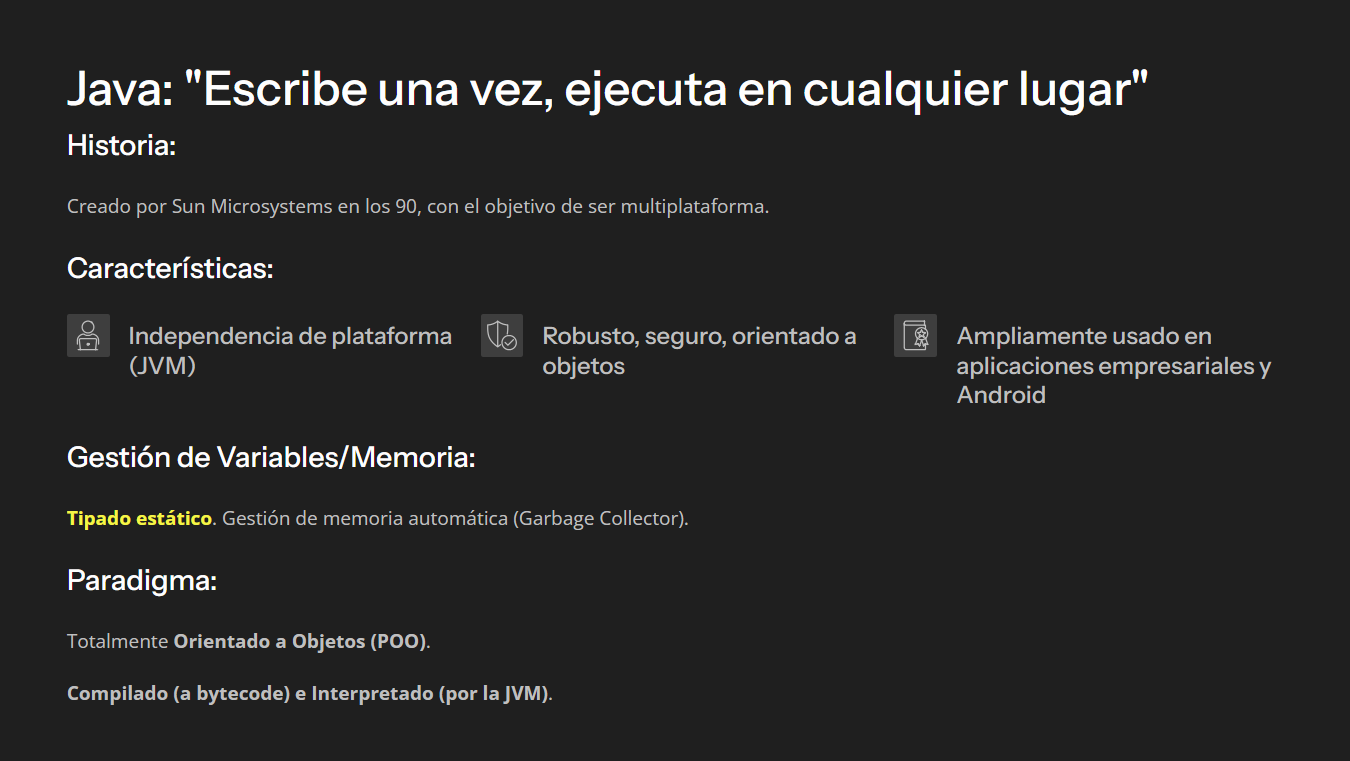 Java: "Escribe una vez, ejecuta en cualquier lugar"
Historia:
Creado por Sun Microsystems en los 90, con el objetivo de ser multiplataforma.
Características:
Independencia de plataforma
(JVM)
Robusto, seguro, orientado a
objetos
Ampliamente usado en
aplicaciones empresariales y
Android
Gestión de Variables/Memoria:
Tipado estático. Gestión de memoria automática (Garbage Collector).
Paradigma:
Totalmente Orientado a Objetos (POO).
Compilado (a bytecode) e Interpretado (por la JVM).